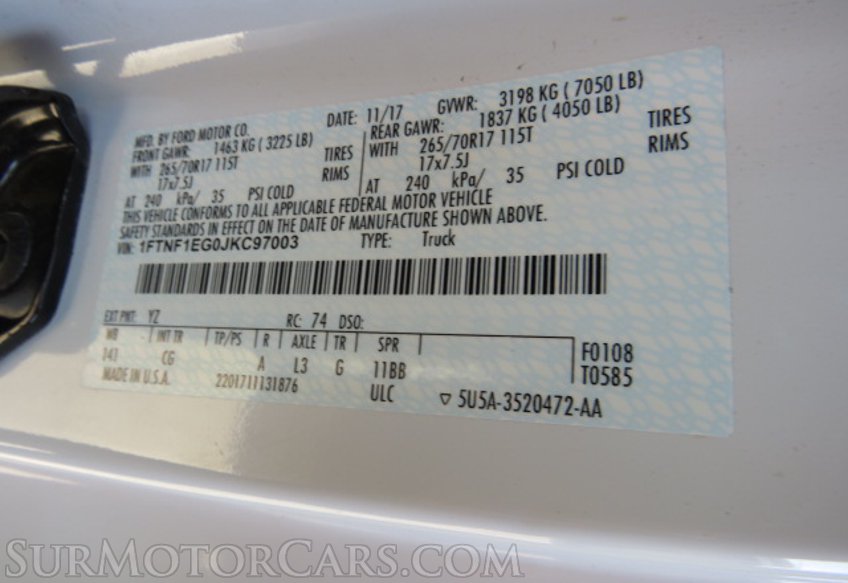 MFD. BY FORD MOTOR CO.
DATE: 11/17 GVWR: 3198 KG ( 7050 LB)
FRONT GAWR: 1463 KG ( 3225 LB)
WITH 265/70R17 115T TIRES
17x7.5J RIMS
AT 240 kPa/ 35 PSI COLD
REAR GAWR: 1837 KG ( 4050 LB)
WITH 265/70R17 115T TIRES
17x7.5J RIMS
AT 240 kPa/ 35 PSI COLD
THIS VEHICLE CONFORMS TO ALL APPLICABLE FEDERAL MOTOR VEHICLE
SAFETY STANDARDS IN EFFECT ON THE DATE OF MANUFACTURE SHOWN ABOVE.
VIN: 1FTNF1EG0JKC97003 TYPE: Truck
EXT PNT: YZ RC: 74 DSO:
WB INT TR TP/PS R AXLE TR SPR
141 CG A L3 G 11BB F0108
MADE IN U.S.A. 2201711131876 ULC T0585
▽ 5U5A-3520472-AA
SURMOTORCARS.COM